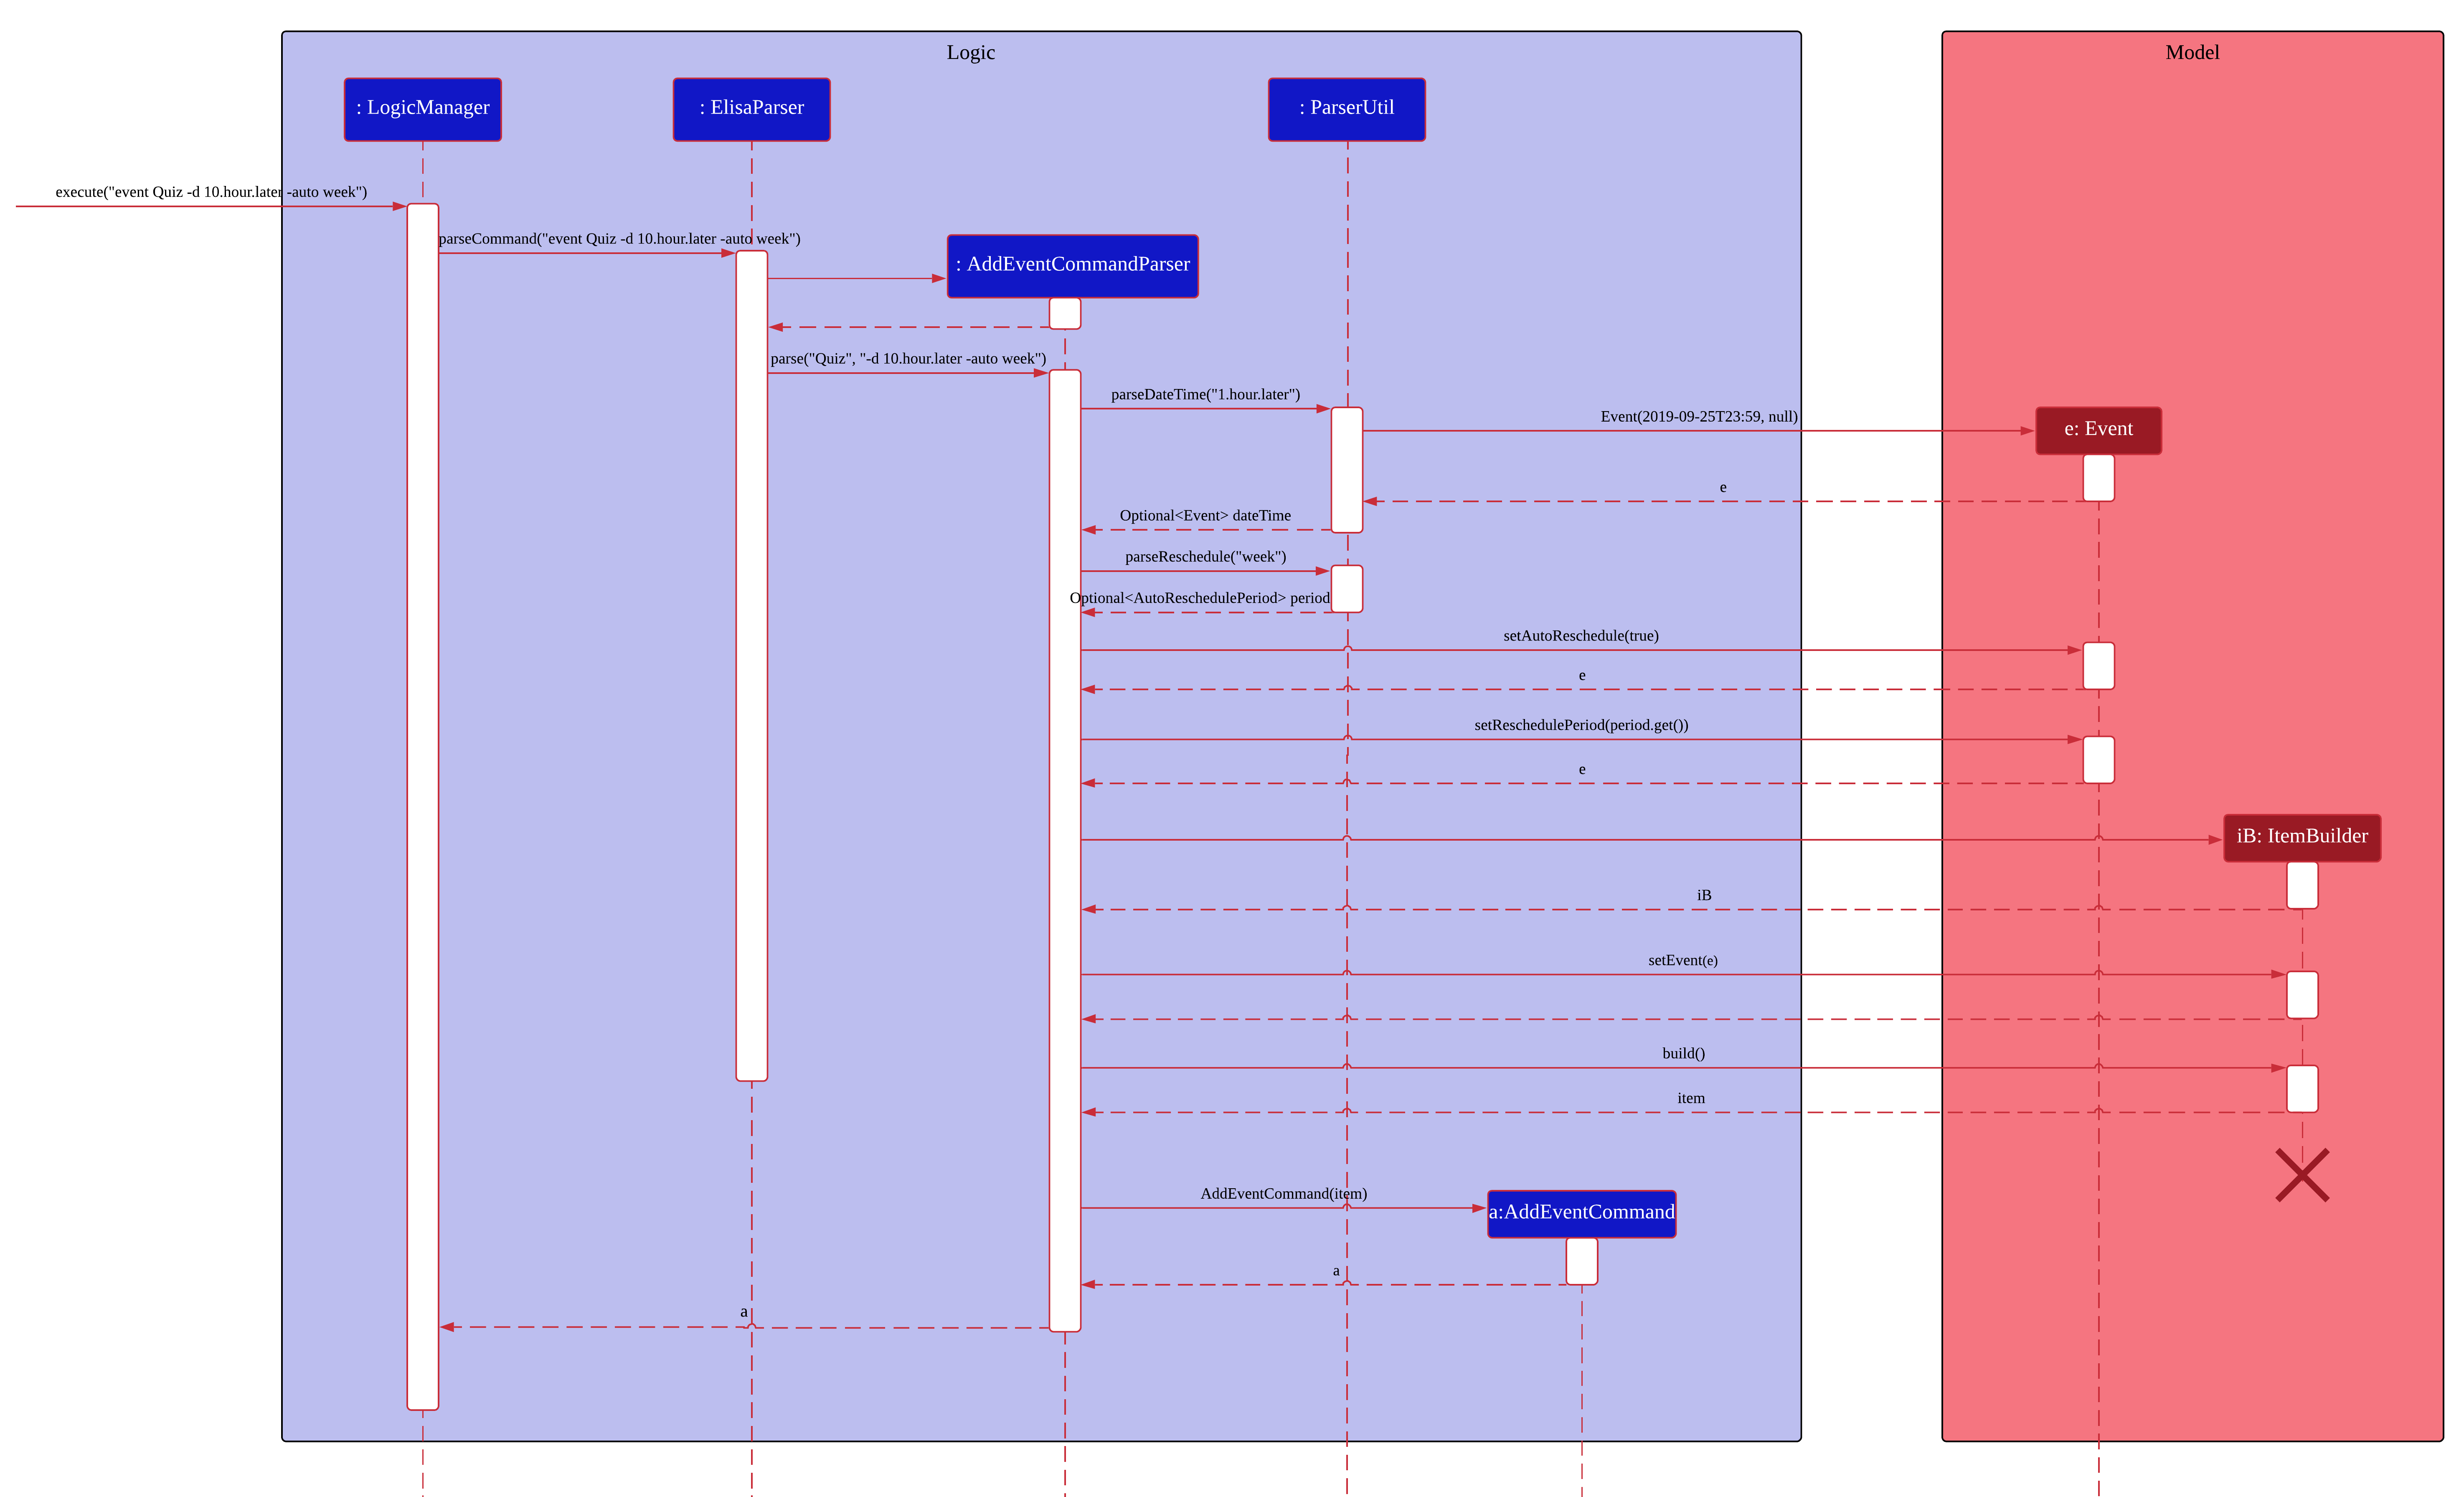 Logic
Model
: LogicManager
: ElisaParser
: ParserUtil
execute("event Quiz -d 10.hour.later -auto week")
parseCommand("event Quiz -d 10.hour.later -auto week")
: AddEventCommandParser
parse("Quiz", "-d 10.hour.later -auto week")
parseDateTime("1.hour.later")
Event(2019-09-25T23:59, null)
e: Event
e
Optional<Event> dateTime
parseReschedule("week")
Optional<AutoReschedulePeriod> period
setAutoReschedule(true)
e
setReschedulePeriod(period.get())
e
iB: ItemBuilder
iB
setEvent(e)
build()
item
AddEventCommand(item)
a:AddEventCommand
a
a